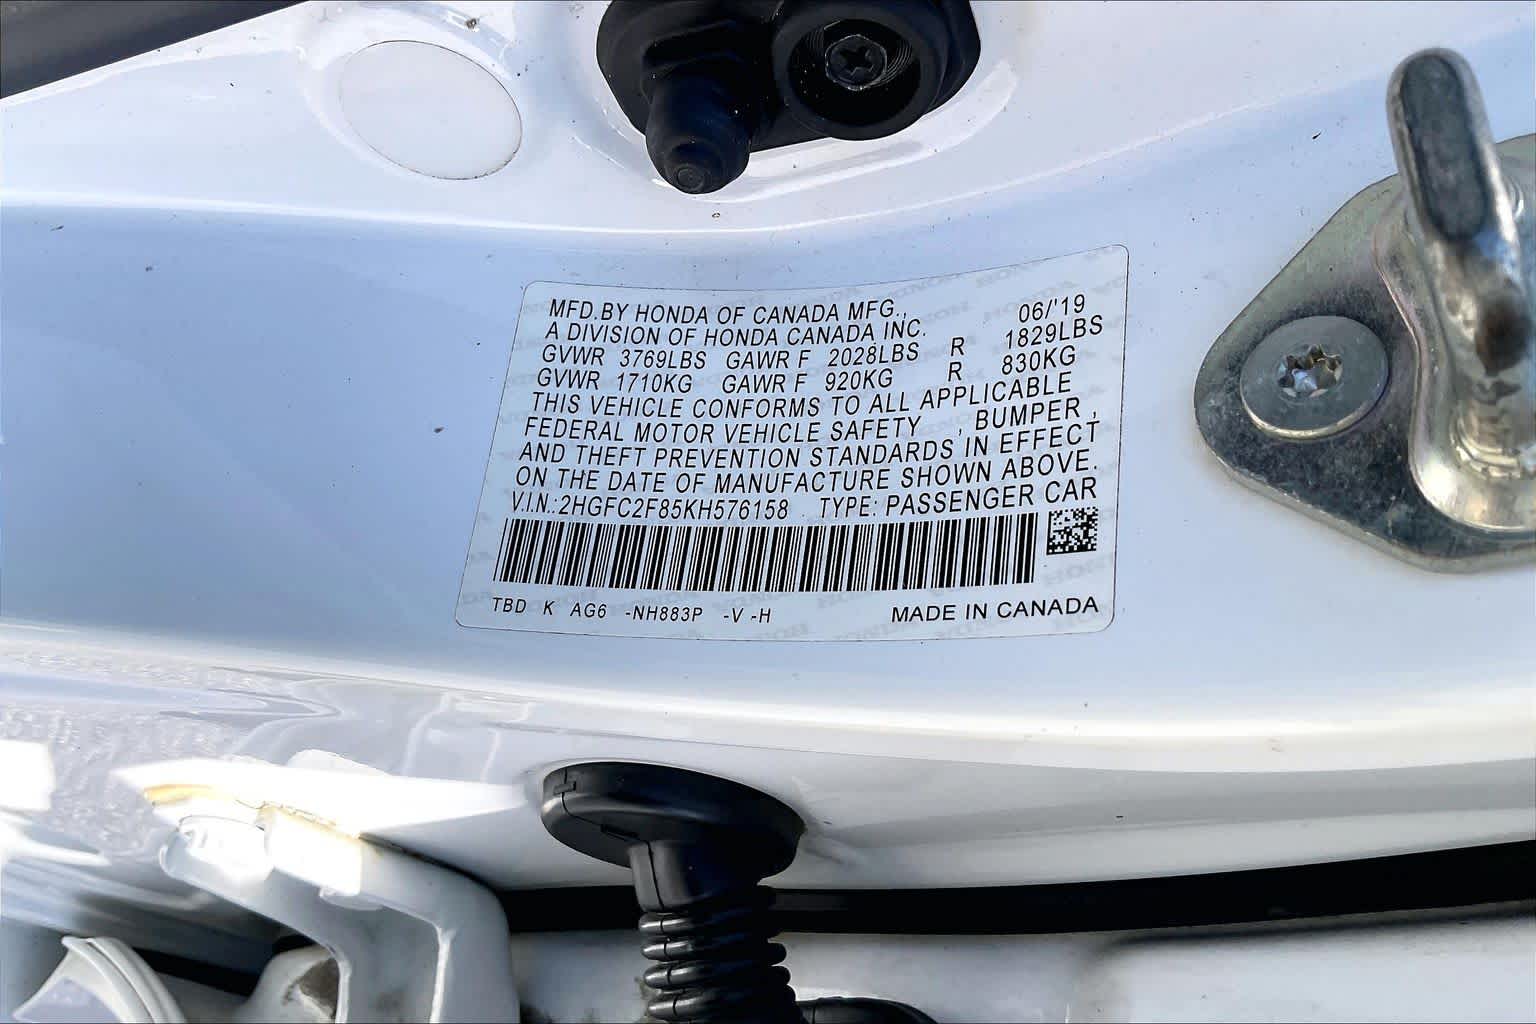 MFD.BY HONDA OF CANADA MFG., 06/'19
A DIVISION OF HONDA CANADA INC.
GVWR 3769LBS GAWR F 2028LBS R 1829LBS
GVWR 1710KG GAWR F 920KG R 830KG
THIS VEHICLE CONFORMS TO ALL APPLICABLE
FEDERAL MOTOR VEHICLE SAFETY , BUMPER ,
AND THEFT PREVENTION STANDARDS IN EFFECT
ON THE DATE OF MANUFACTURE SHOWN ABOVE.
V.I.N.:2HGFC2F85KH576158 TYPE: PASSENGER CAR
TBD K AG6 -NH883P -V -H MADE IN CANADA